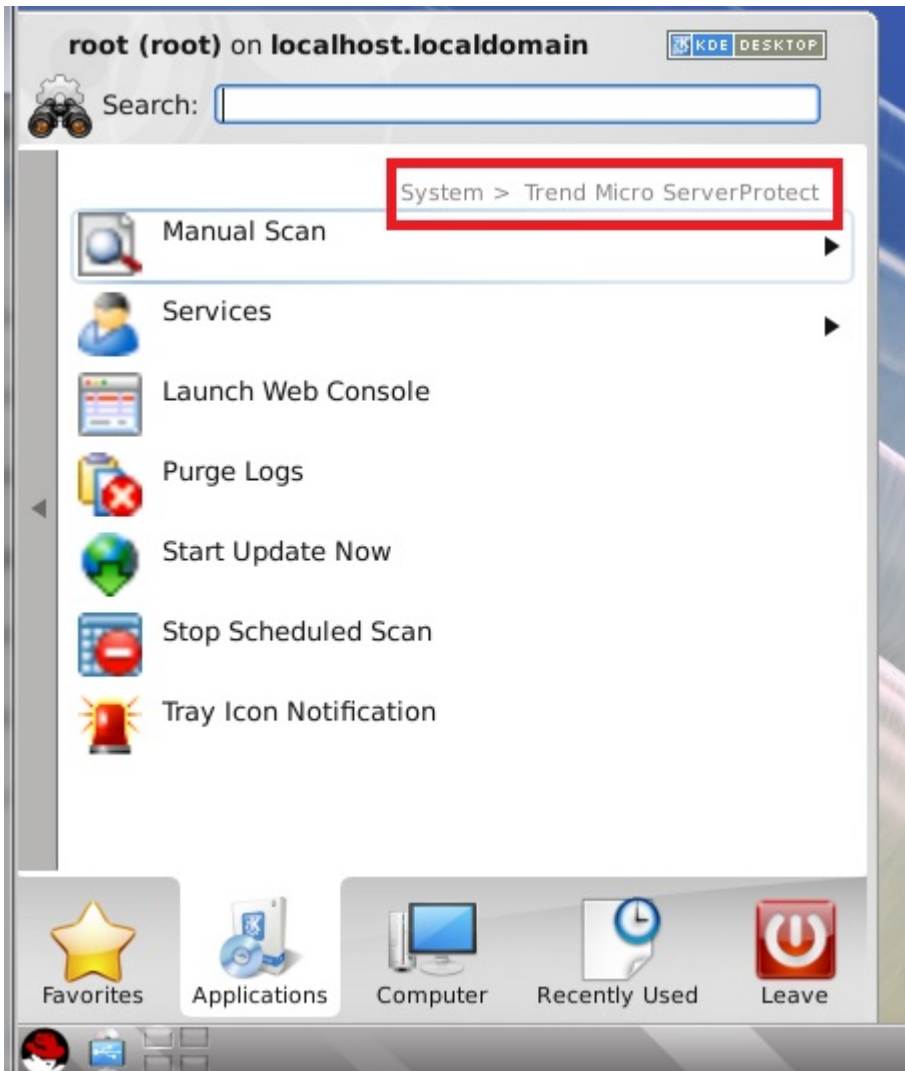 root (root) on localhost.localdomain
KDE DESKTOP
Search:
System > Trend Micro ServerProtect
Manual Scan
Services
Launch Web Console
Purge Logs
Start Update Now
Stop Scheduled Scan
Tray Icon Notification
Favorites
Applications
Computer
Recently Used
Leave